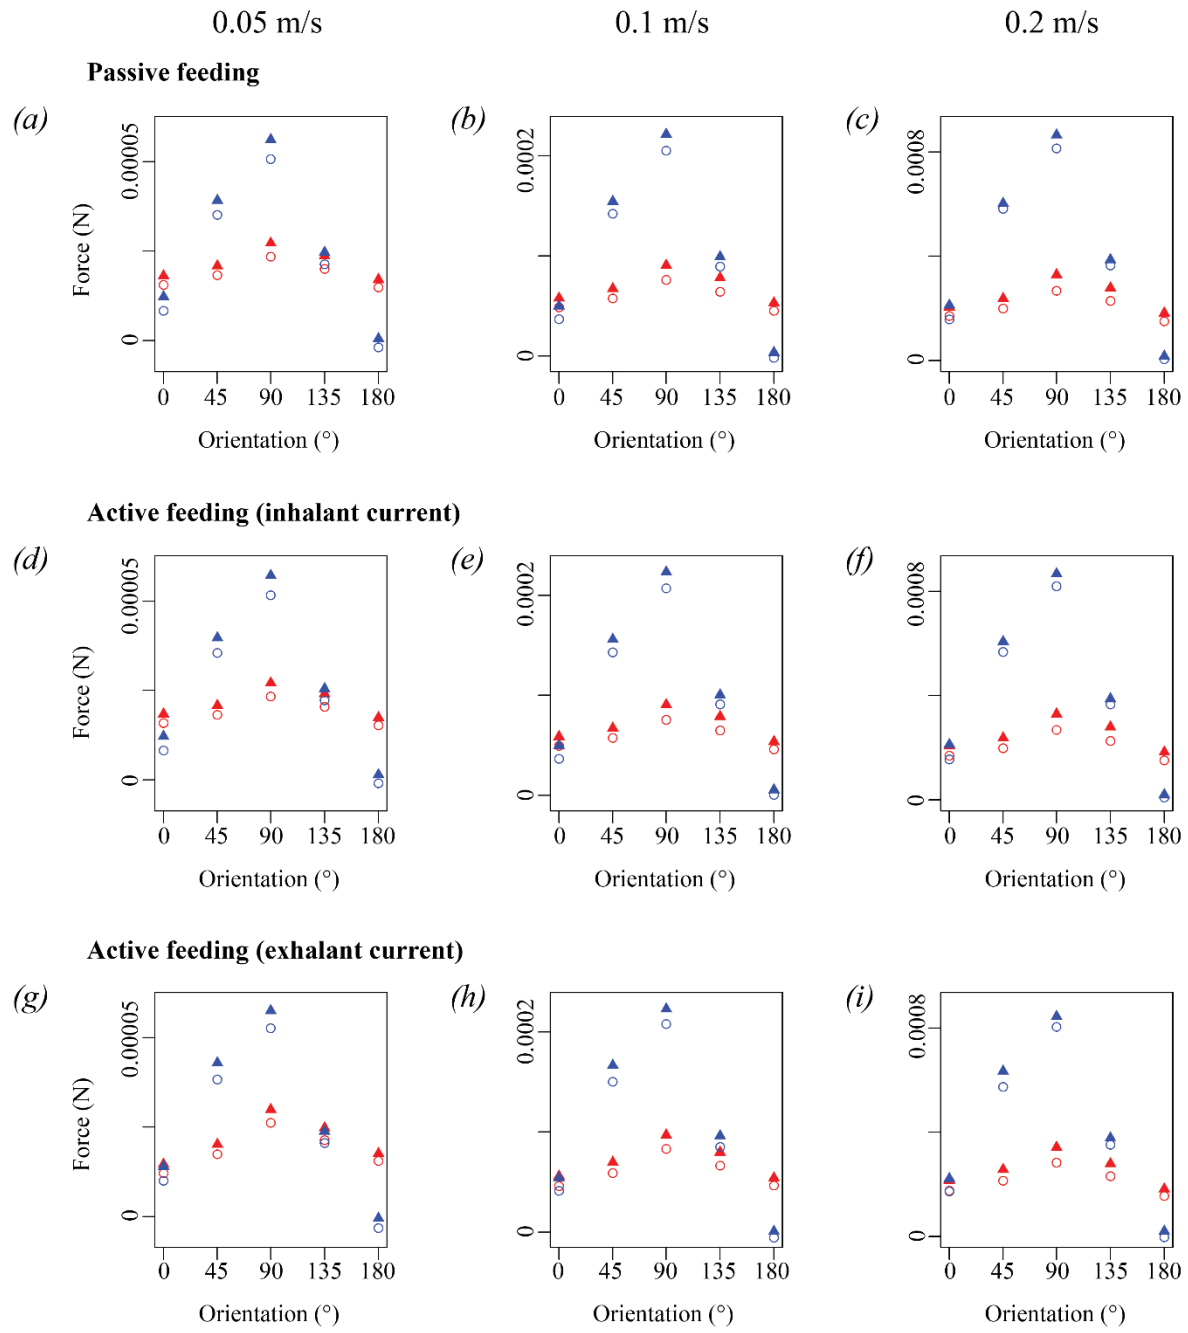 0.05 m/s 0.1 m/s 0.2 m/s
Passive feeding
(a) (b) (c)
Force (N)
0.00005
0
0.0002
0
0.0008
0
0 45 90 135 180 0 45 90 135 180 0 45 90 135 180
Orientation (°) Orientation (°) Orientation (°)
Active feeding (inhalant current)
(d) (e) (f)
Force (N)
0.00005
0
0.0002
0
0.0008
0
0 45 90 135 180 0 45 90 135 180 0 45 90 135 180
Orientation (°) Orientation (°) Orientation (°)
Active feeding (exhalant current)
(g) (h) (i)
Force (N)
0.00005
0
0.0002
0
0.0008
0
0 45 90 135 180 0 45 90 135 180 0 45 90 135 180
Orientation (°) Orientation (°) Orientation (°)